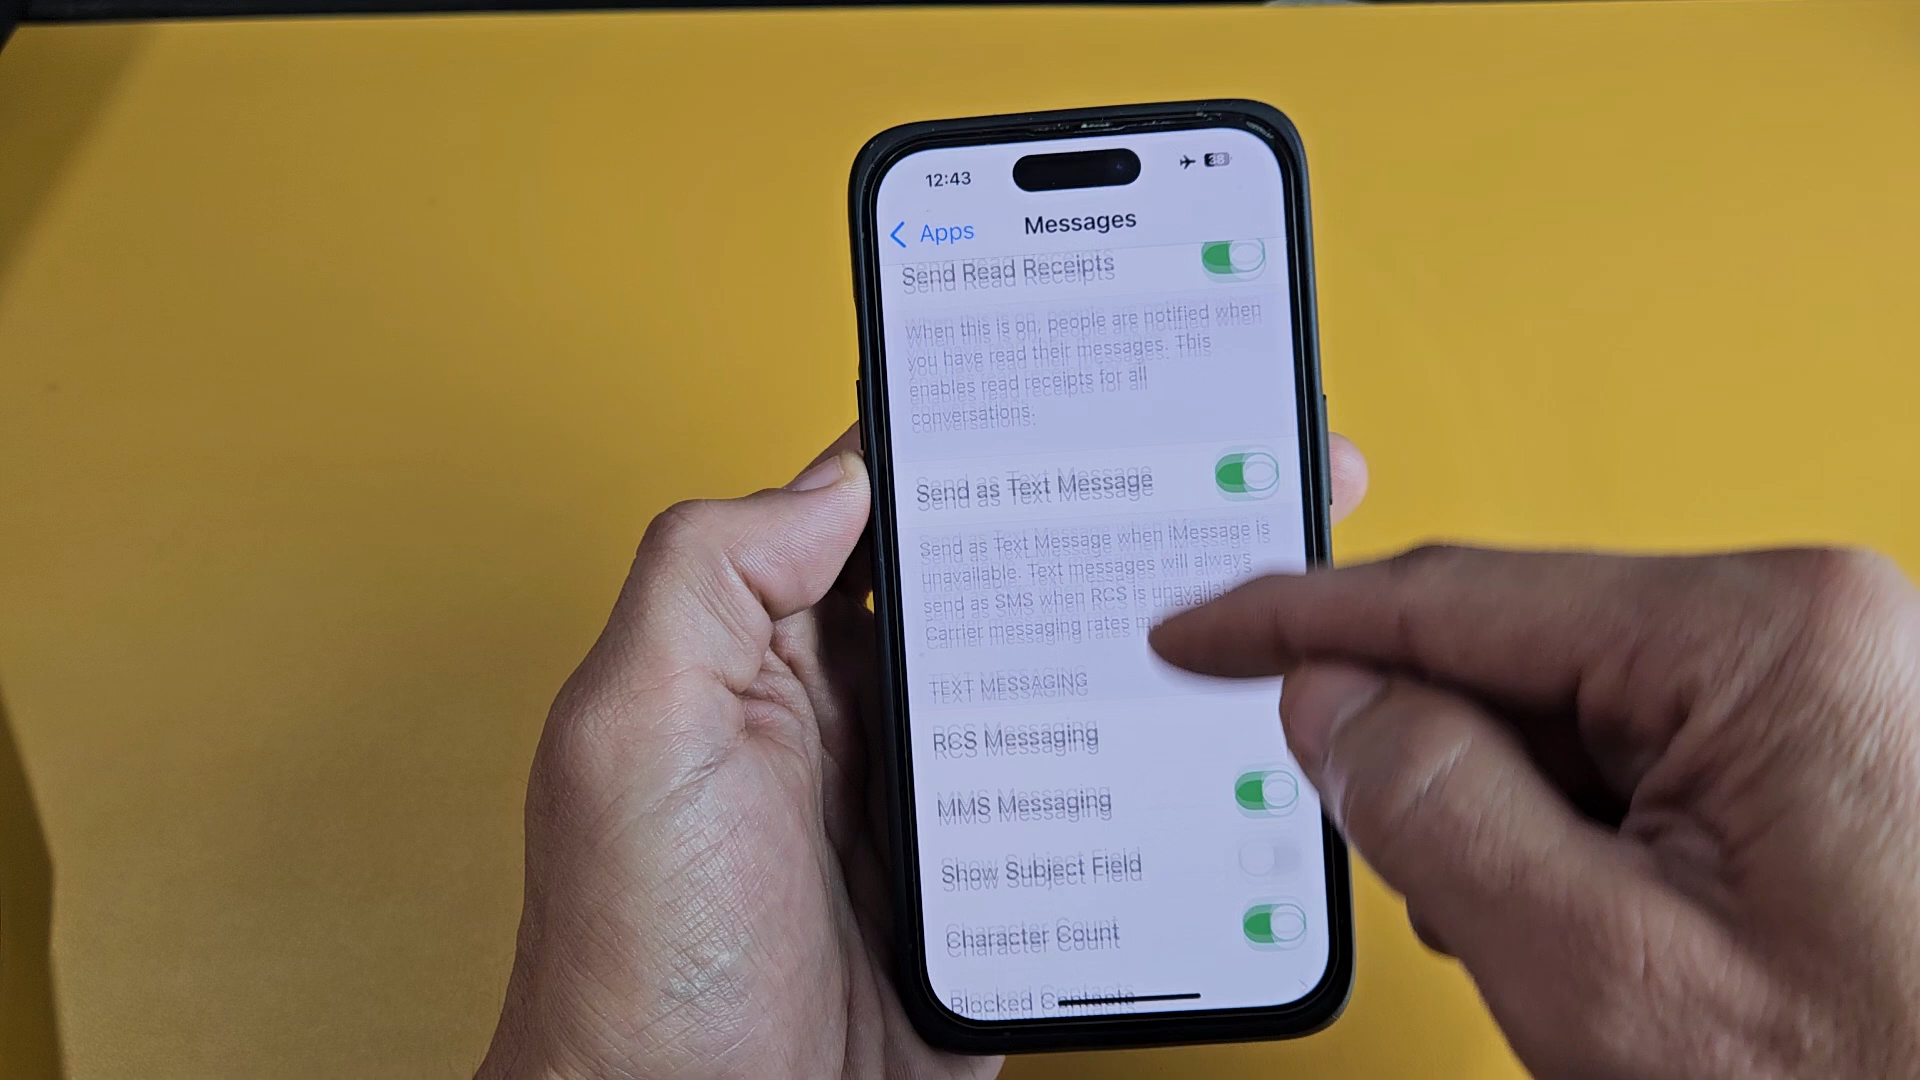 12:43
38
Apps
Messages
Send Read Receipts
When this is on, people are notified when
you have read their messages. This
enables read receipts for all
conversations.
Send as Text Message
Send as Text Message when iMessage is
unavailable. Text messages will always
send as SMS when RCS is
Carrier messaging rates
TEXT MESSAGING
RCS Messaging
MMS Messaging
Show Subject Field
Character Count
Blocked Contacts